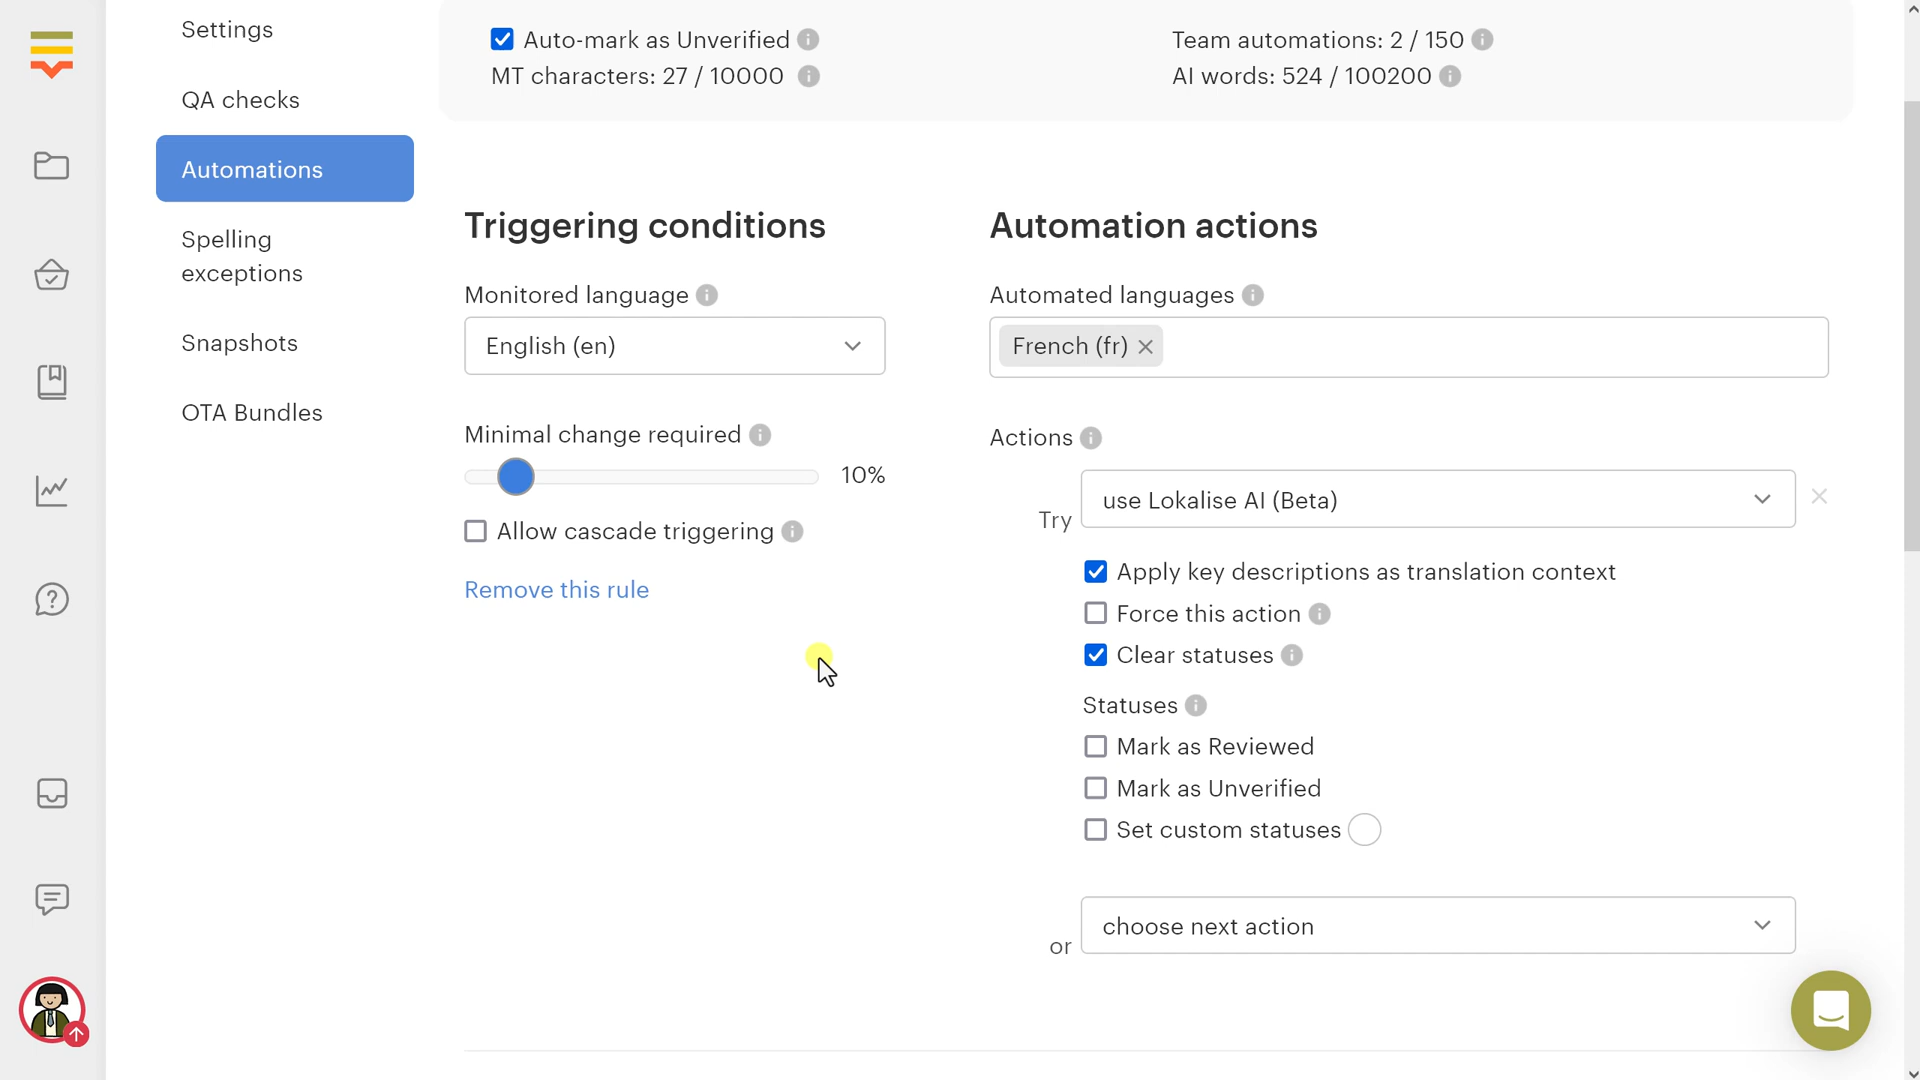 Settings
QA checks
Automations
Spelling
exceptions
Snapshots
OTA Bundles
Auto-mark as Unverified
MT characters: 27 / 10000
Team automations: 2 / 150
AI words: 524 / 100200
Triggering conditions
Monitored language
English (en)
Minimal change required
10%
Allow cascade triggering
Remove this rule
Automation actions
Automated languages
French (fr)
Actions
Try
use Lokalise AI (Beta)
Apply key descriptions as translation context
Force this action
Clear statuses
Statuses
Mark as Reviewed
Mark as Unverified
Set custom statuses
or
choose next action